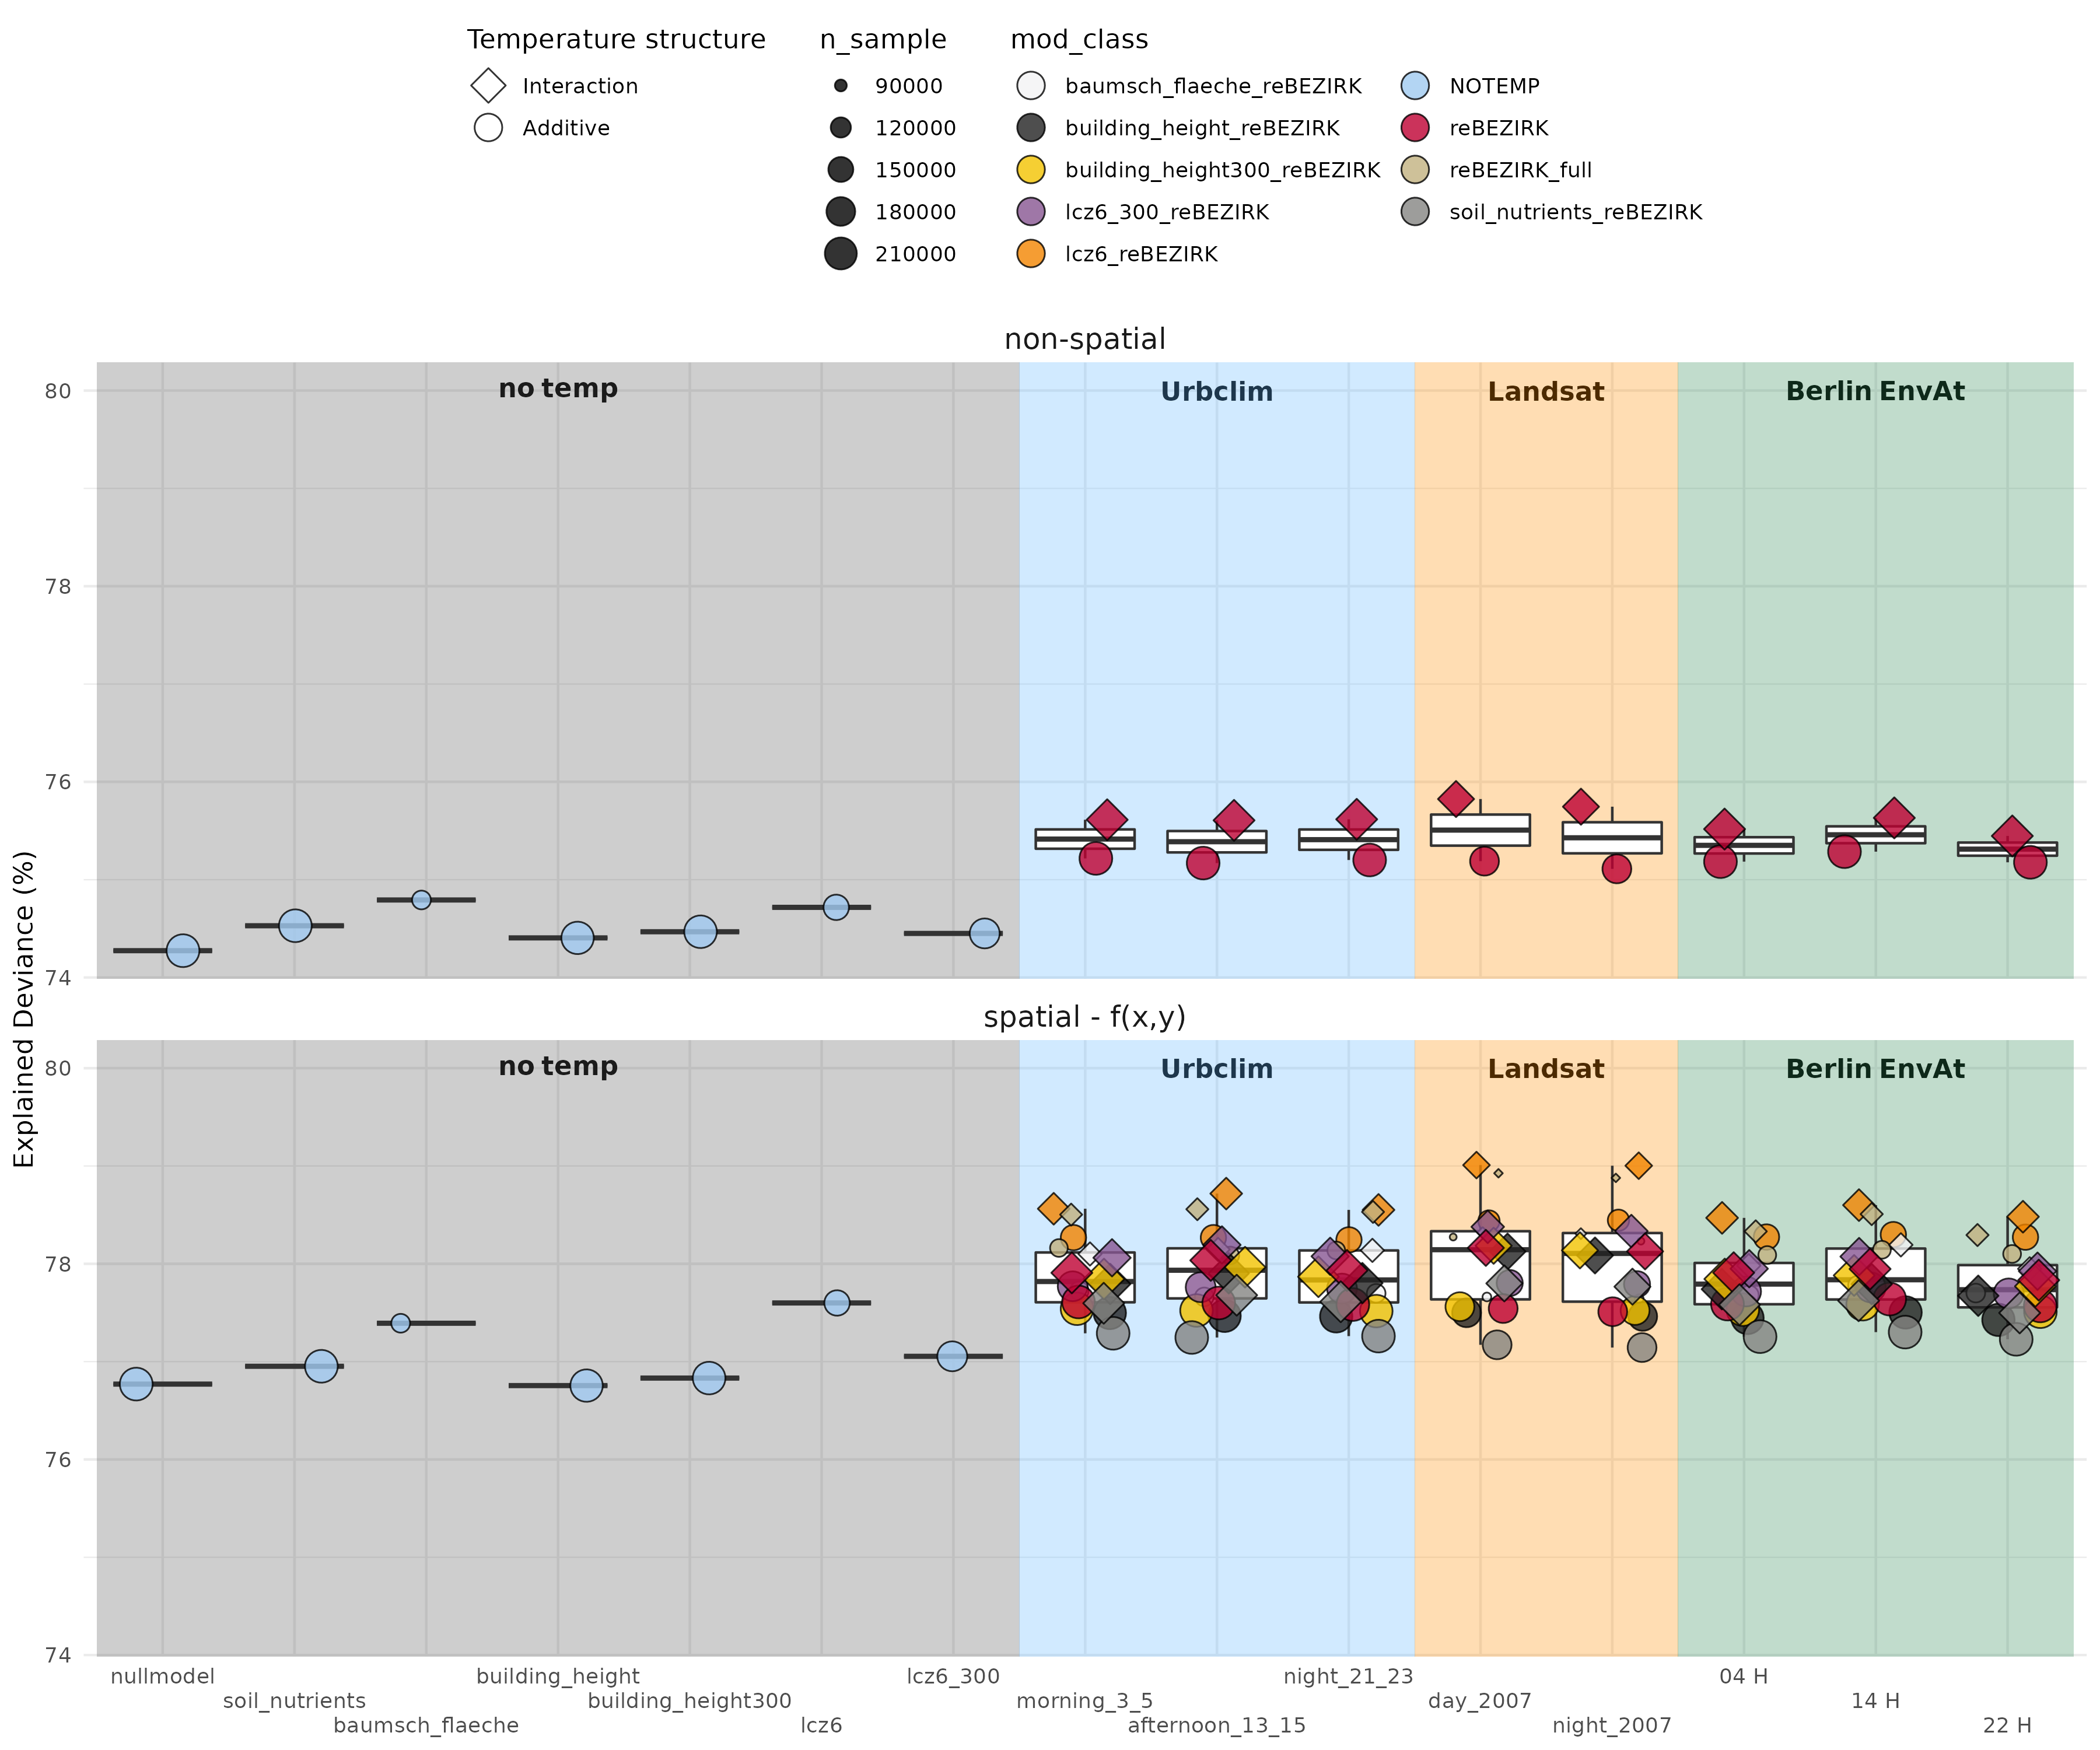 Temperature structure
Interaction
Additive
n_sample
90000
120000
150000
180000
210000
mod_class
baumsch_flaeche_reBEZIRK
building_height_reBEZIRK
building_height300_reBEZIRK
lcz6_300_reBEZIRK
lcz6_reBEZIRK
NOTEMP
reBEZIRK
reBEZIRK_full
soil_nutrients_reBEZIRK
Explained Deviance (%)
non-spatial
no temp
Urbclim
Landsat
Berlin EnvAt
80
78
76
74
spatial - f(x,y)
no temp
Urbclim
Landsat
Berlin EnvAt
80
78
76
74
nullmodel
soil_nutrients
baumsch_flaeche
building_height
building_height300
lcz6
lcz6_300
morning_3_5
afternoon_13_15
night_21_23
day_2007
night_2007
04 H
14 H
22 H